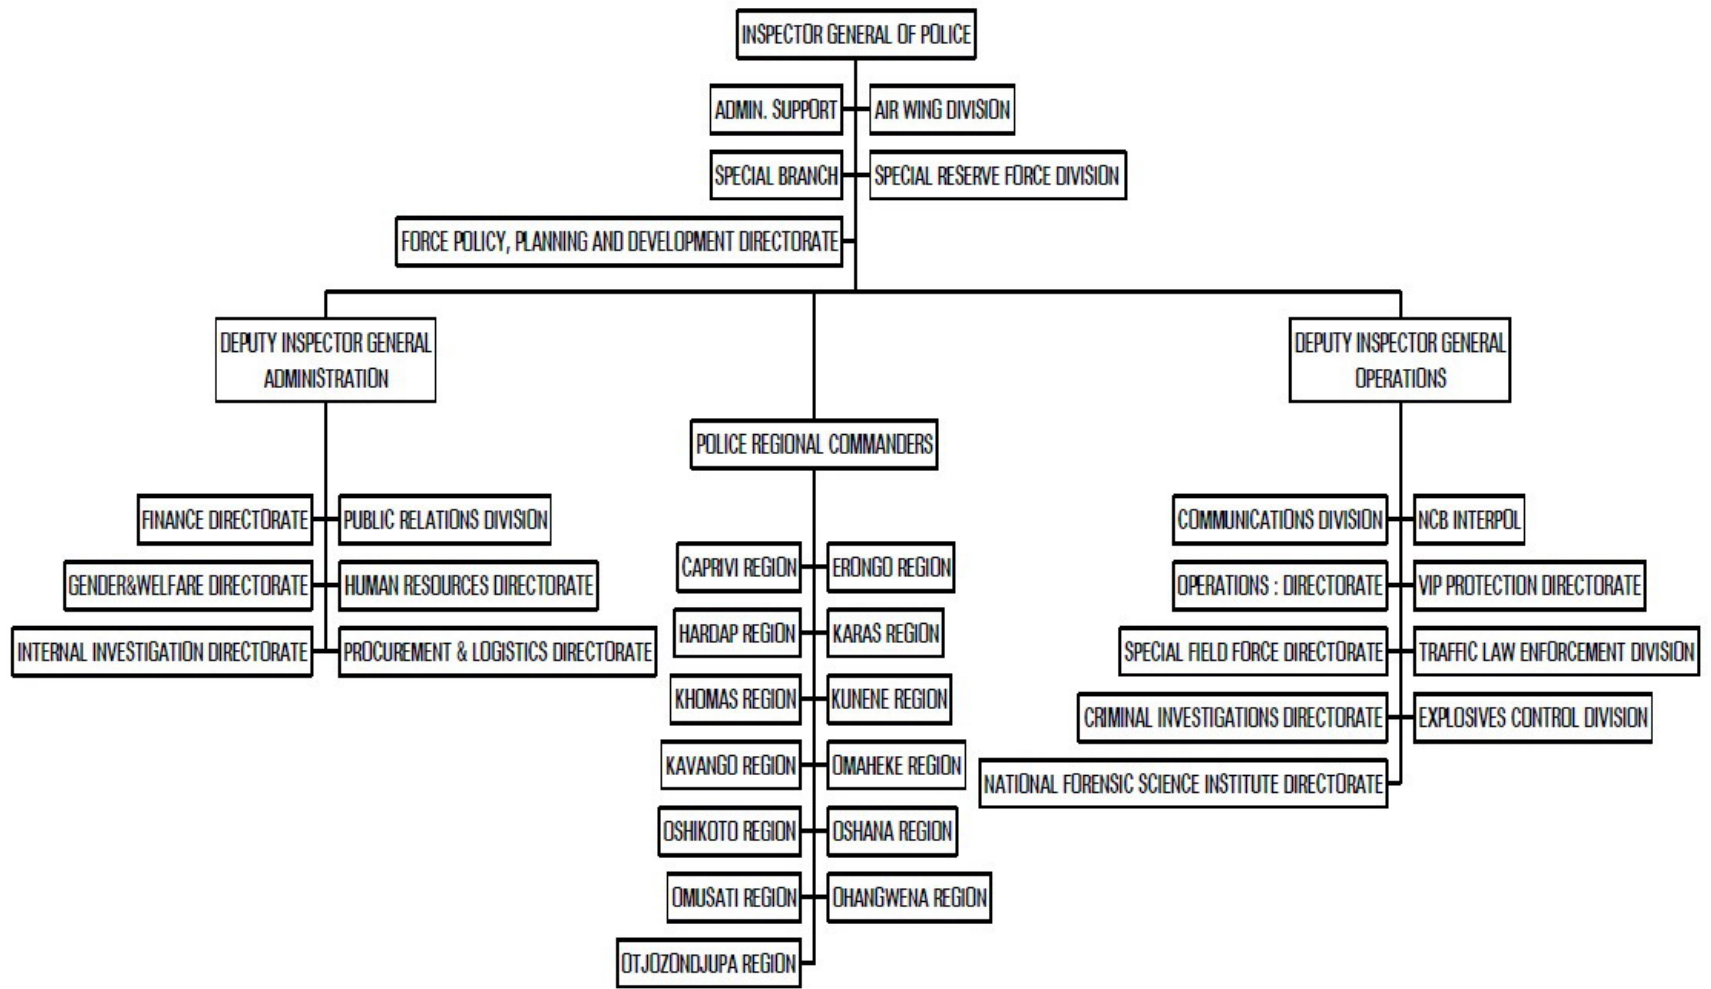 INSPECTOR GENERAL OF POLICE
ADMIN. SUPPORT
AIR WING DIVISION
SPECIAL BRANCH
SPECIAL RESERVE FORCE DIVISION
FORCE POLICY, PLANNING AND DEVELOPMENT DIRECTORATE
DEPUTY INSPECTOR GENERAL
ADMINISTRATION
FINANCE DIRECTORATE
PUBLIC RELATIONS DIVISION
GENDER&WELFARE DIRECTORATE
HUMAN RESOURCES DIRECTORATE
INTERNAL INVESTIGATION DIRECTORATE
PROCUREMENT & LOGISTICS DIRECTORATE
POLICE REGIONAL COMMANDERS
CAPRIVI REGION
ERONGO REGION
HARDAP REGION
KARAS REGION
KHOMAS REGION
KUNENE REGION
KAVANGO REGION
OMAHEKE REGION
OSHIKOTO REGION
OSHANA REGION
OMUSATI REGION
OHANGWENA REGION
OTJOZONDJUPA REGION
DEPUTY INSPECTOR GENERAL
OPERATIONS
COMMUNICATIONS DIVISION
NCB INTERPOL
OPERATIONS : DIRECTORATE
VIP PROTECTION DIRECTORATE
SPECIAL FIELD FORCE DIRECTORATE
TRAFFIC LAW ENFORCEMENT DIVISION
CRIMINAL INVESTIGATIONS DIRECTORATE
EXPLOSIVES CONTROL DIVISION
NATIONAL FORENSIC SCIENCE INSTITUTE DIRECTORATE